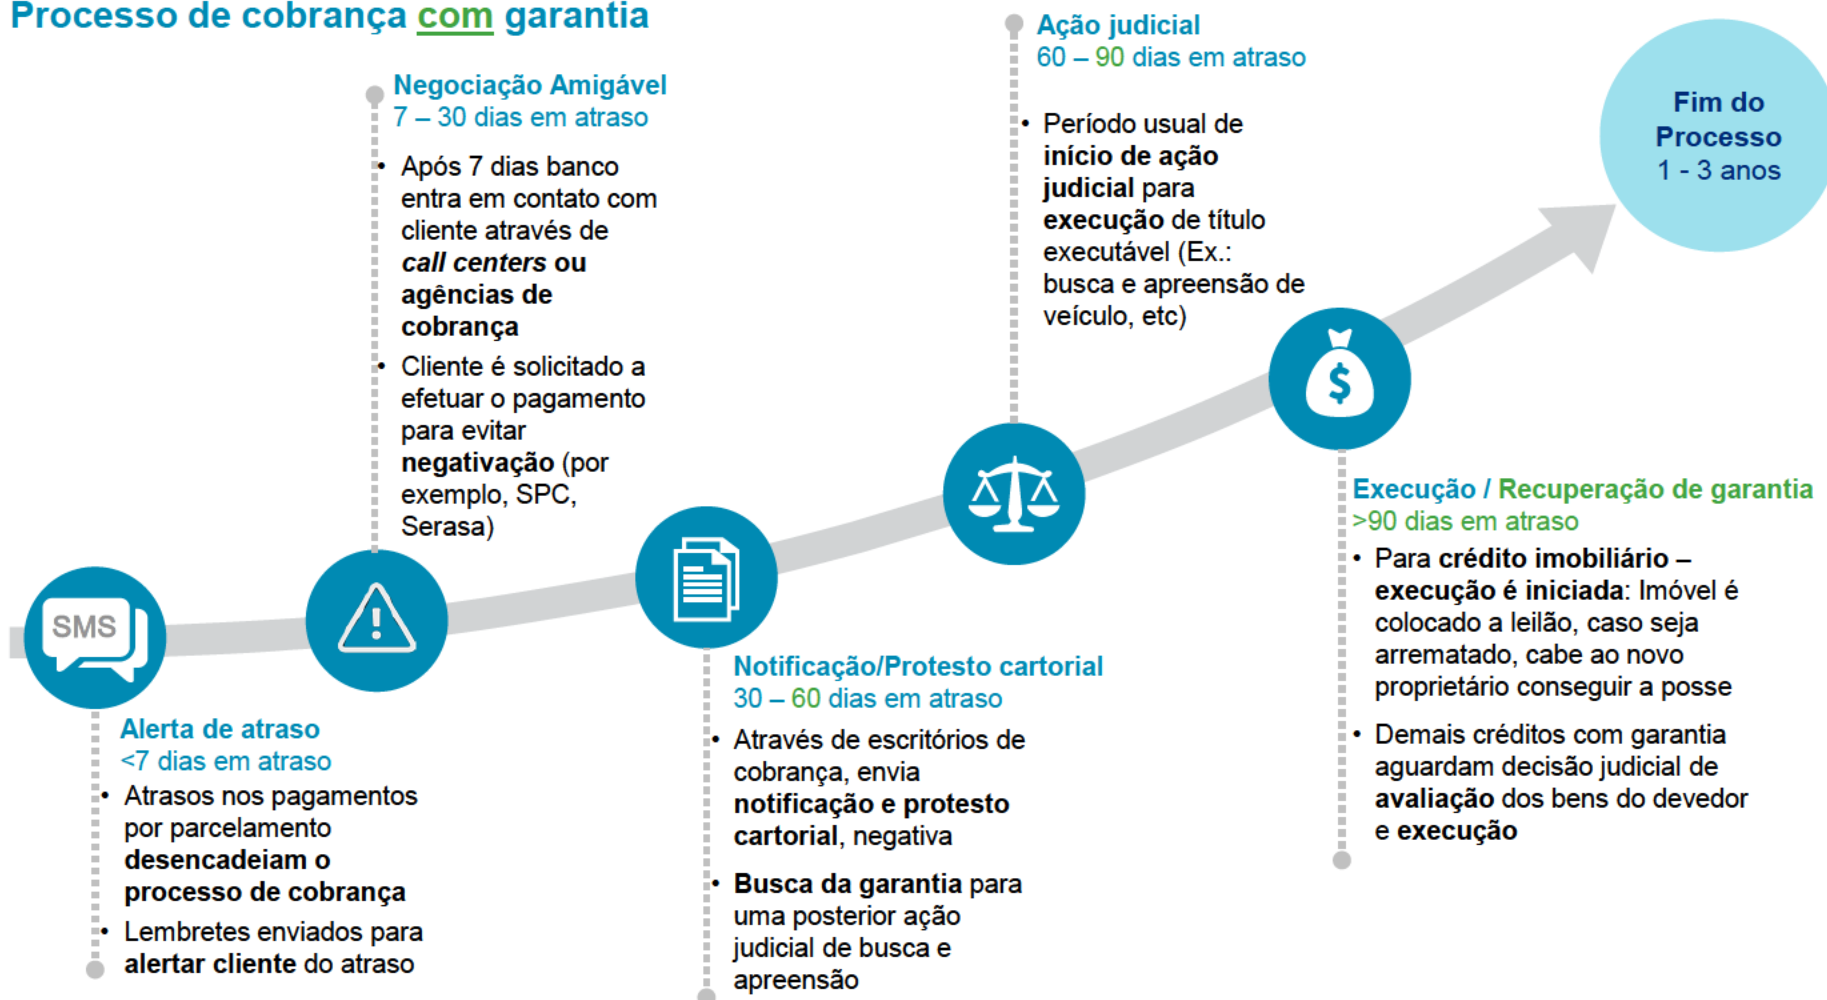 Processo de cobrança com garantia
SMS
Alerta de atraso
<7 dias em atraso
• Atrasos nos pagamentos
por parcelamento
desencadeiam o
processo de cobrança
• Lembretes enviados para
alertar cliente do atraso
Negociação Amigável
7 – 30 dias em atraso
• Após 7 dias banco
entra em contato com
cliente através de
call centers ou
agências de
cobrança
• Cliente é solicitado a
efetuar o pagamento
para evitar
negativação (por
exemplo, SPC,
Serasa)
Notificação/Protesto cartorial
30 – 60 dias em atraso
• Através de escritórios de
cobrança, envia
notificação e protesto
cartorial, negativa
• Busca da garantia para
uma posterior ação
judicial de busca e
apreensão
Ação judicial
60 – 90 dias em atraso
• Período usual de
início de ação
judicial para
execução de título
executável (Ex.:
busca e apreensão de
veículo, etc)
$
Execução / Recuperação de garantia
>90 dias em atraso
• Para crédito imobiliário –
execução é iniciada: Imóvel é
colocado a leilão, caso seja
arrematado, cabe ao novo
proprietário conseguir a posse
• Demais créditos com garantia
aguardam decisão judicial de
avaliação dos bens do devedor
e execução
Fim do
Processo
1 - 3 anos